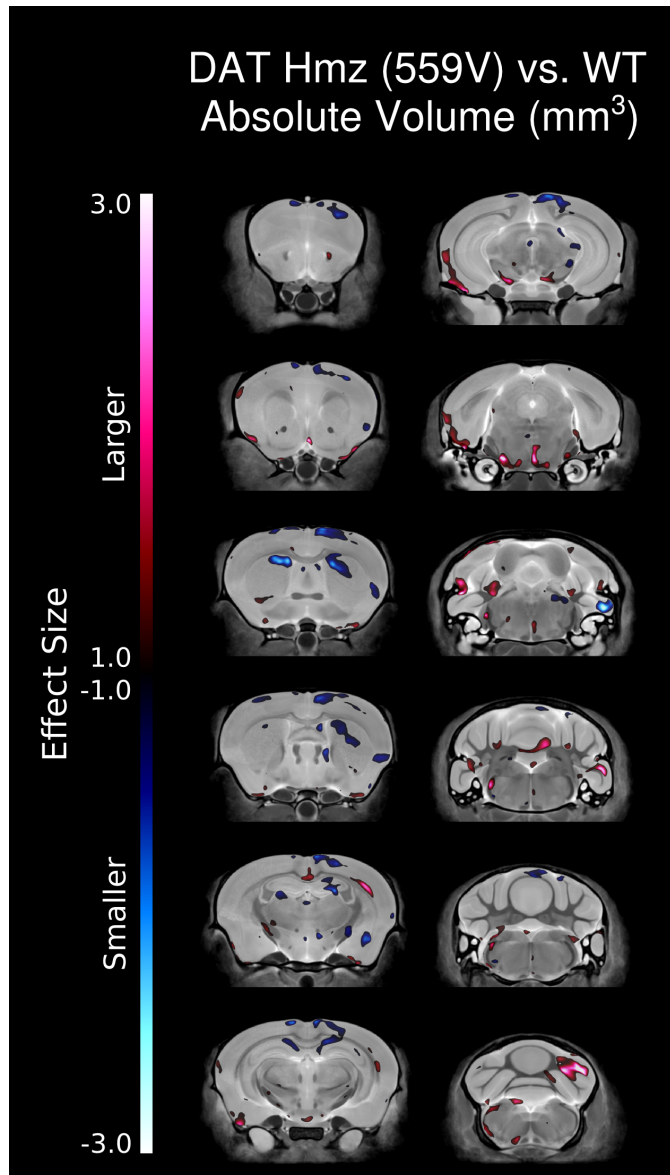 DAT Hmz (559V) vs. WT
Absolute Volume (mm³)
3.0
Larger
1.0
-1.0
Effect Size
Smaller
-3.0